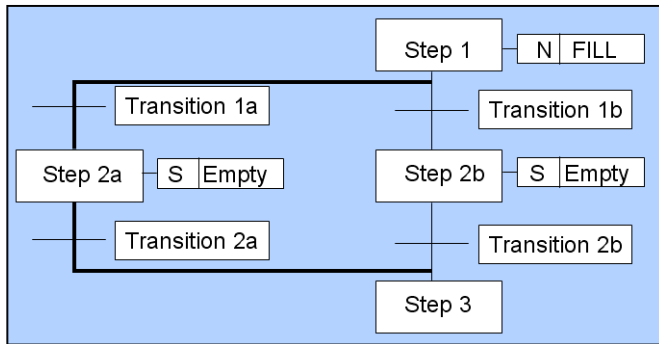 Step 1
N FILL
Transition 1a
Transition 1b
Step 2a
S Empty
Step 2b
S Empty
Transition 2a
Transition 2b
Step 3